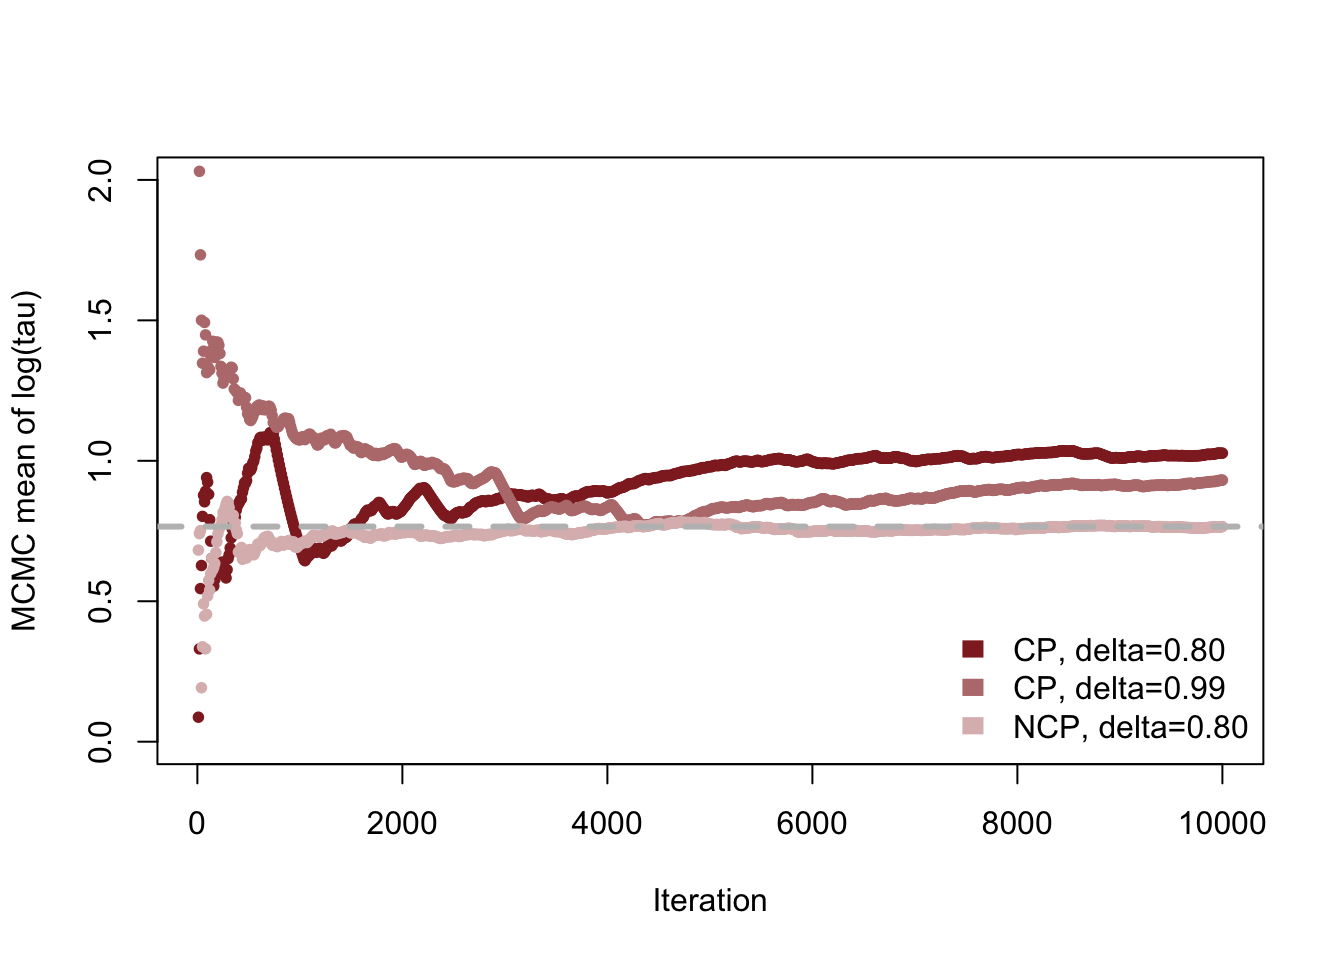 MCMC mean of log(tau)
2.0
1.5
1.0
0.5
0.0
CP, delta=0.80
CP, delta=0.99
NCP, delta=0.80
0 2000 4000 6000 8000 10000
Iteration